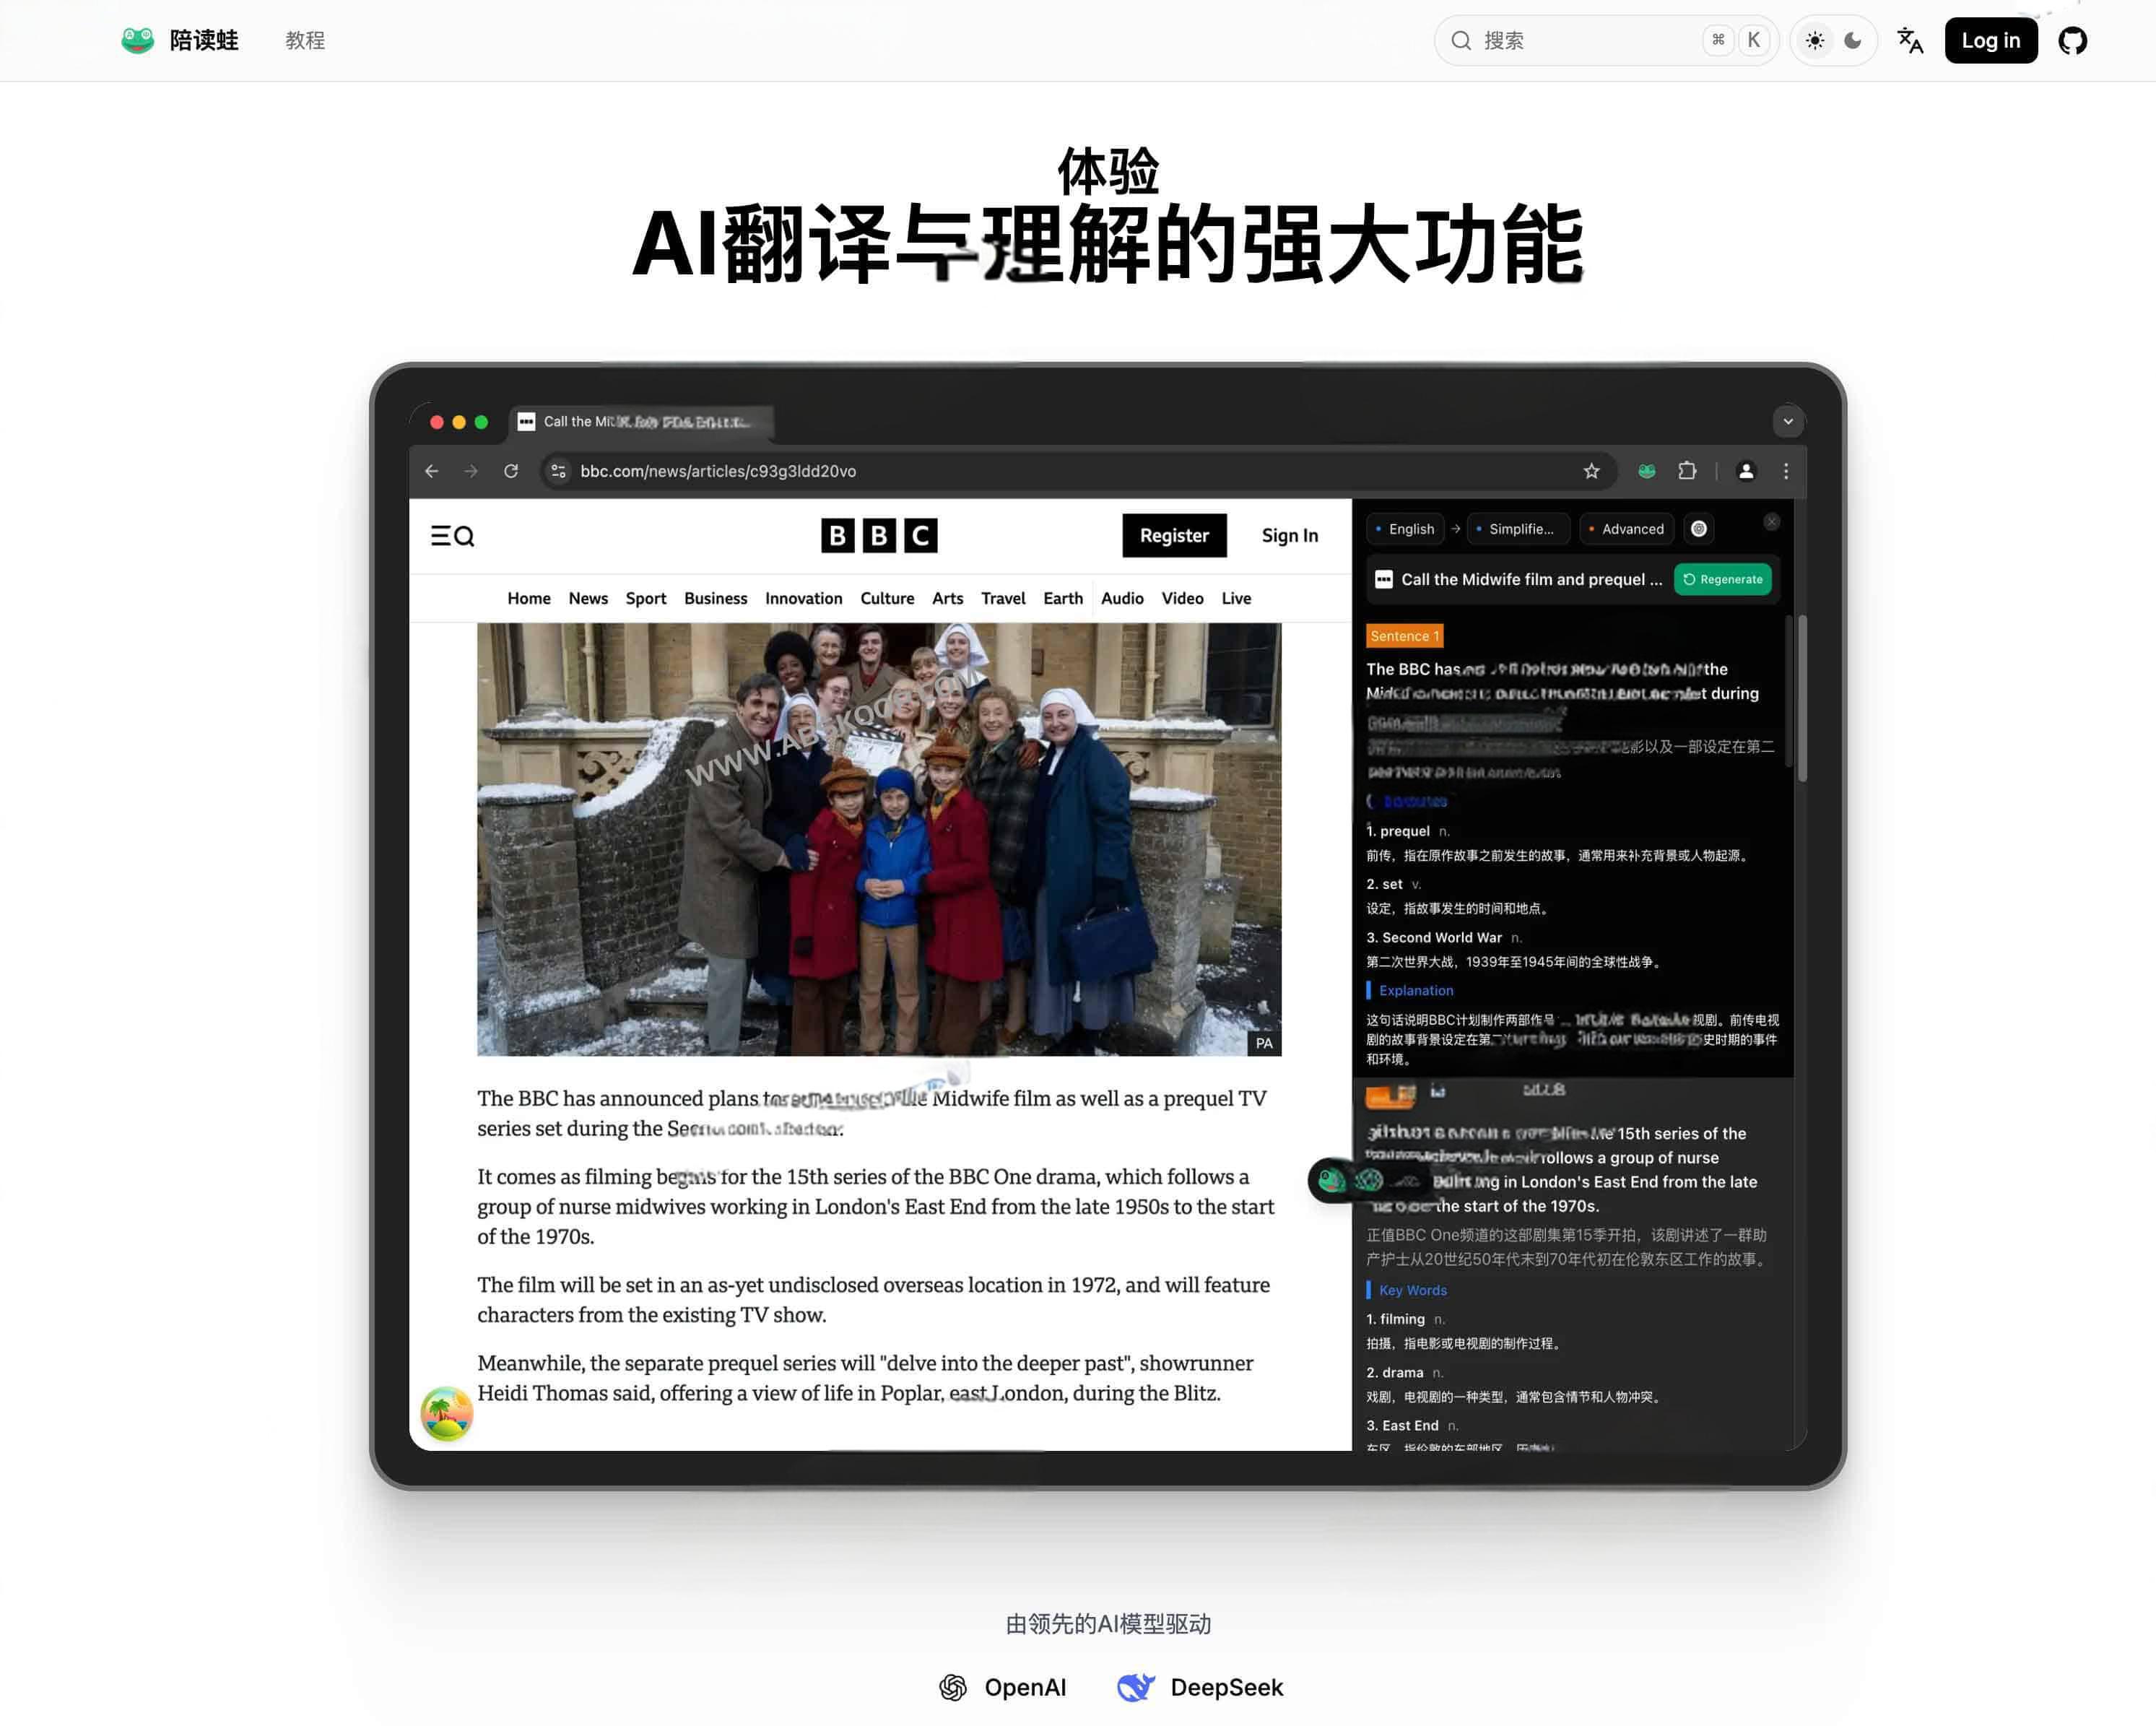 陪读蛙
教程
搜索
⌘ K
Log in
体验
AI翻译与理解的强大功能
Call the
bbc.com/news/articles/c93g3ldd20vo
BBC
Register
Sign In
Home News Sport Business Innovation Culture Arts Travel Earth Audio Video Live
PA
The BBC has announced plans Midwife film as well as a prequel TV
series set during the
It comes as filming for the 15th series of the BBC One drama, which follows a
group of nurse midwives working in London's East End from the late 1950s to the start
of the 1970s.
The film will be set in an as-yet undisclosed overseas location in 1972, and will feature
characters from the existing TV show.
Meanwhile, the separate prequel series will "delve into the deeper past", showrunner
Heidi Thomas said, offering a view of life in Poplar, east London, during the Blitz.
English → Simplifie... Advanced
Call the Midwife film and prequel ...
Regenerate
Sentence 1
The BBC has the
during
影以及一部设定在第二
1. prequel n.
前传，指在原作故事之前发生的故事，通常用来补充背景或人物起源。
2. set v.
设定，指故事发生的时间和地点。
3. Second World War n.
第二次世界大战，1939年至1945年间的全球性战争。
Explanation
这句话说明BBC计划制作两部作 视剧。前传电视
剧的故事背景设定在第 史时期的事件
和环境。
15th series of the
follows a group of nurse
in London's East End from the late
the start of the 1970s.
正值BBC One频道的这部剧集第15季开拍，该剧讲述了一群助
产护士从20世纪50年代末到70年代初在伦敦东区工作的故事。
Key Words
1. filming n.
拍摄，指电影或电视剧的制作过程。
2. drama n.
戏剧，电视剧的一种类型，通常包含情节和人物冲突。
3. East End n.
东区，指伦敦的东部地区，
由领先的AI模型驱动
OpenAI
DeepSeek